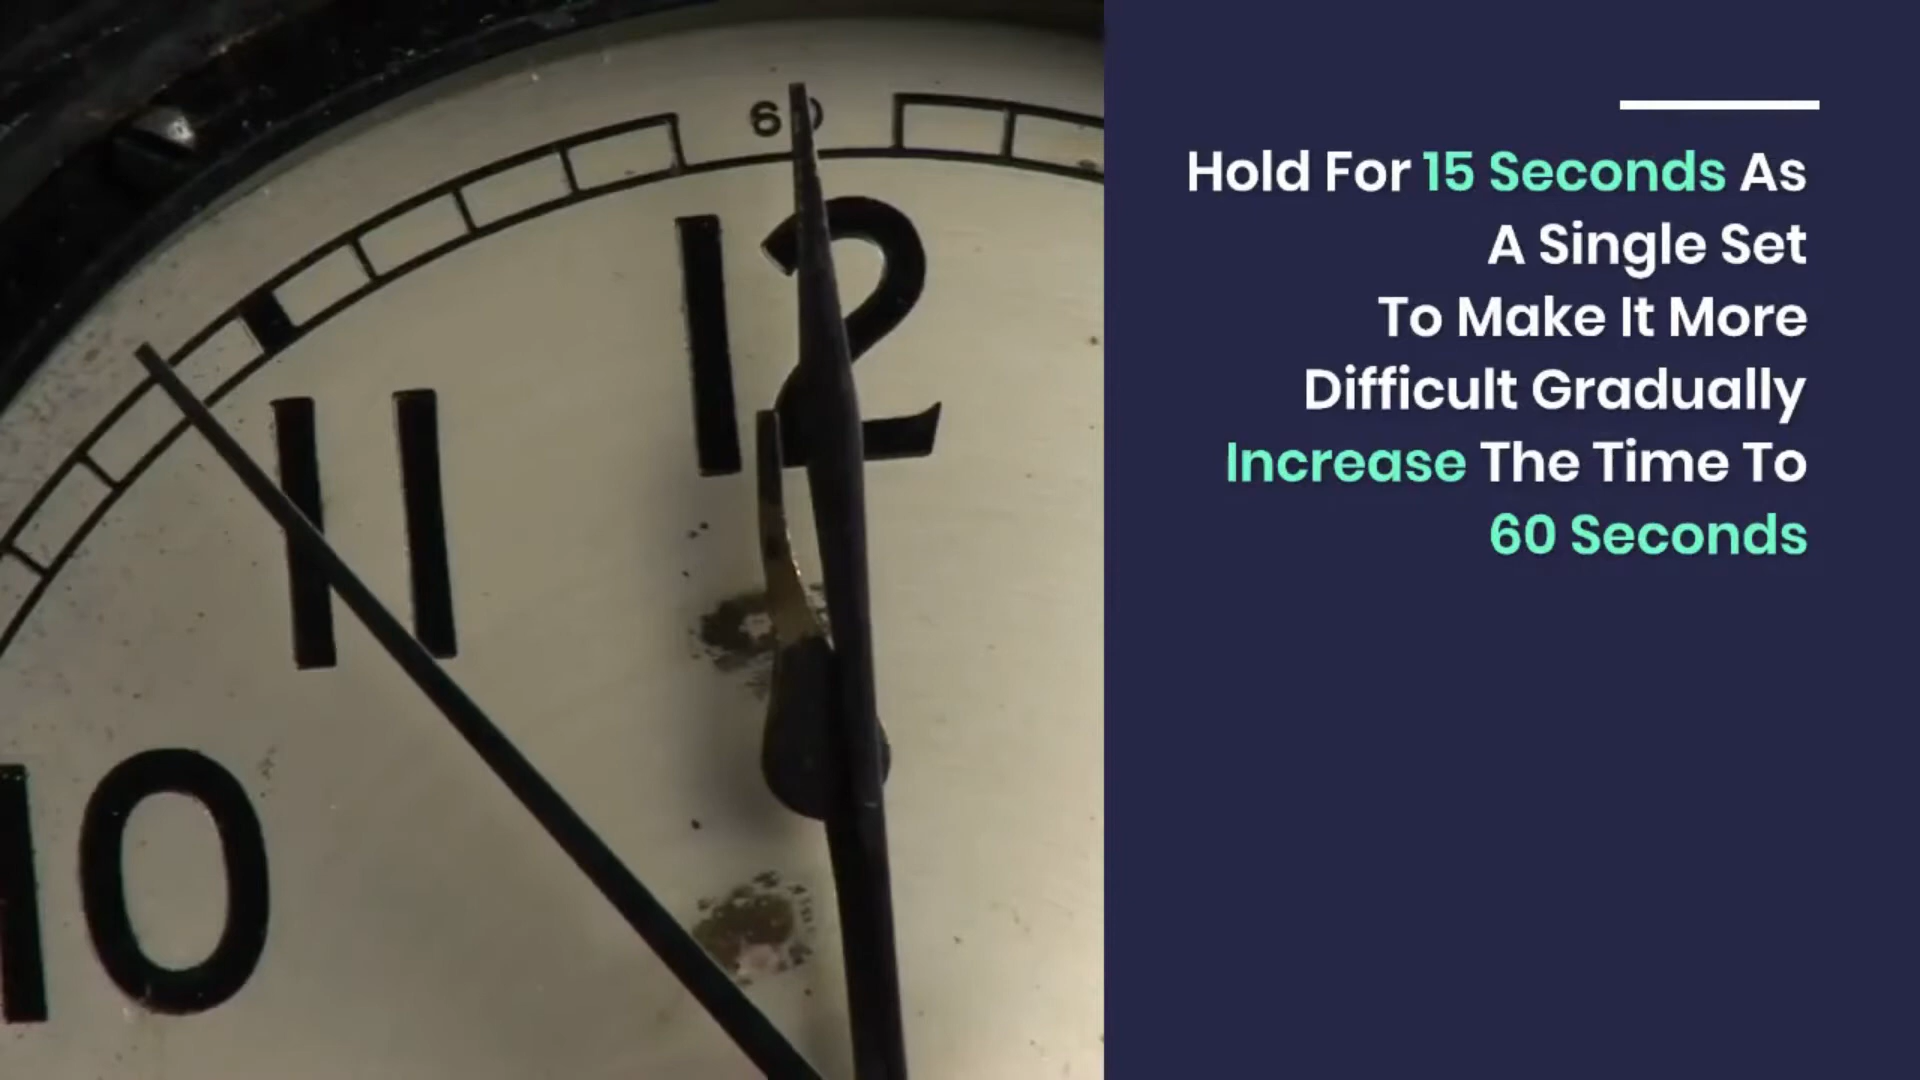 60
12
11
10
Hold For 15 Seconds As
A Single Set
To Make It More
Difficult Gradually
Increase The Time To
60 Seconds